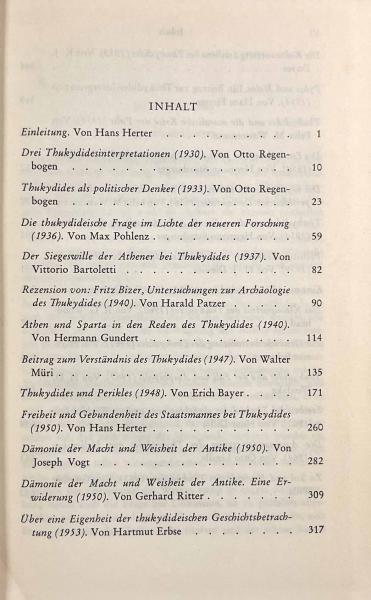 INHALT
Einleitung. Von Hans Herter . . . . . . . . . 1
Drei Thukydidesinterpretationen (1930). Von Otto Regen-
bogen . . . . . . . . . . . . . . 10
Thukydides als politischer Denker (1933). Von Otto Regen-
bogen . . . . . . . . . . . . . . 23
Die thukydideische Frage im Lichte der neueren Forschung
(1936). Von Max Pohlenz . . . . . . . . . . 59
Der Siegeswille der Athener bei Thukydides (1937). Von
Vittorio Bartoletti . . . . . . . . . . . . 82
Rezension von: Fritz Bizer, Untersuchungen zur Archäologie
des Thukydides (1940). Von Harald Patzer . . . . . 90
Athen und Sparta in den Reden des Thukydides (1940).
Von Hermann Gundert . . . . . . . . . . . 114
Beitrag zum Verständnis des Thukydides (1947). Von Walter
Müri . . . . . . . . . . . . . . . 135
Thukydides und Perikles (1948). Von Erich Bayer . . . . 171
Freiheit und Gebundenheit des Staatsmannes bei Thukydides
(1950). Von Hans Herter . . . . . . . . . . 260
Dämonie der Macht und Weisheit der Antike (1950). Von
Joseph Vogt . . . . . . . . . . . . . 282
Dämonie der Macht und Weisheit der Antike. Eine Er-
widerung (1950). Von Gerhard Ritter . . . . . . . 309
Über eine Eigenheit der thukydideischen Geschichtsbetrach-
tung (1953). Von Hartmut Erbse . . . . . . . . 317